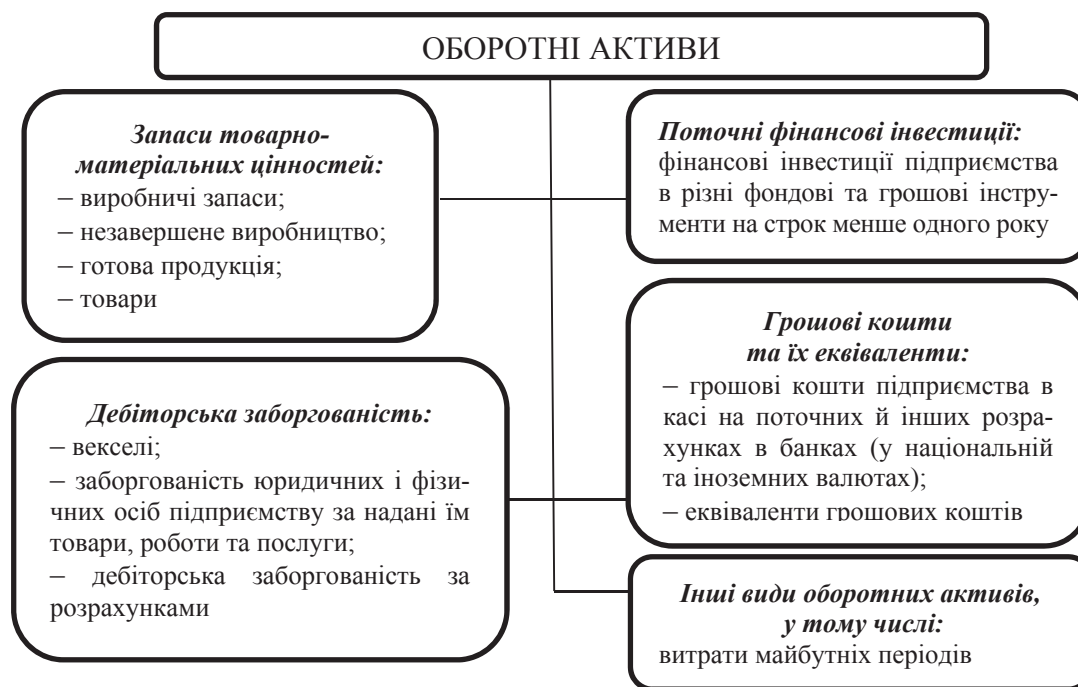 ОБОРОТНІ АКТИВИ
Запаси товарно-
матеріальних цінностей:
– виробничі запаси;
– незавершене виробництво;
– готова продукція;
– товари
Дебіторська заборгованість:
– векселі;
– заборгованість юридичних і фізи-
чних осіб підприємству за надані їм
товари, роботи та послуги;
– дебіторська заборгованість за
розрахунками
Поточні фінансові інвестиції:
фінансові інвестиції підприємства
в різні фондові та грошові інстру-
менти на строк менше одного року
Грошові кошти
та їх еквіваленти:
– грошові кошти підприємства в
касі на поточних й інших розра-
хунках в банках (у національній
та іноземних валютах);
– еквіваленти грошових коштів
Інші види оборотних активів,
у тому числі:
витрати майбутніх періодів